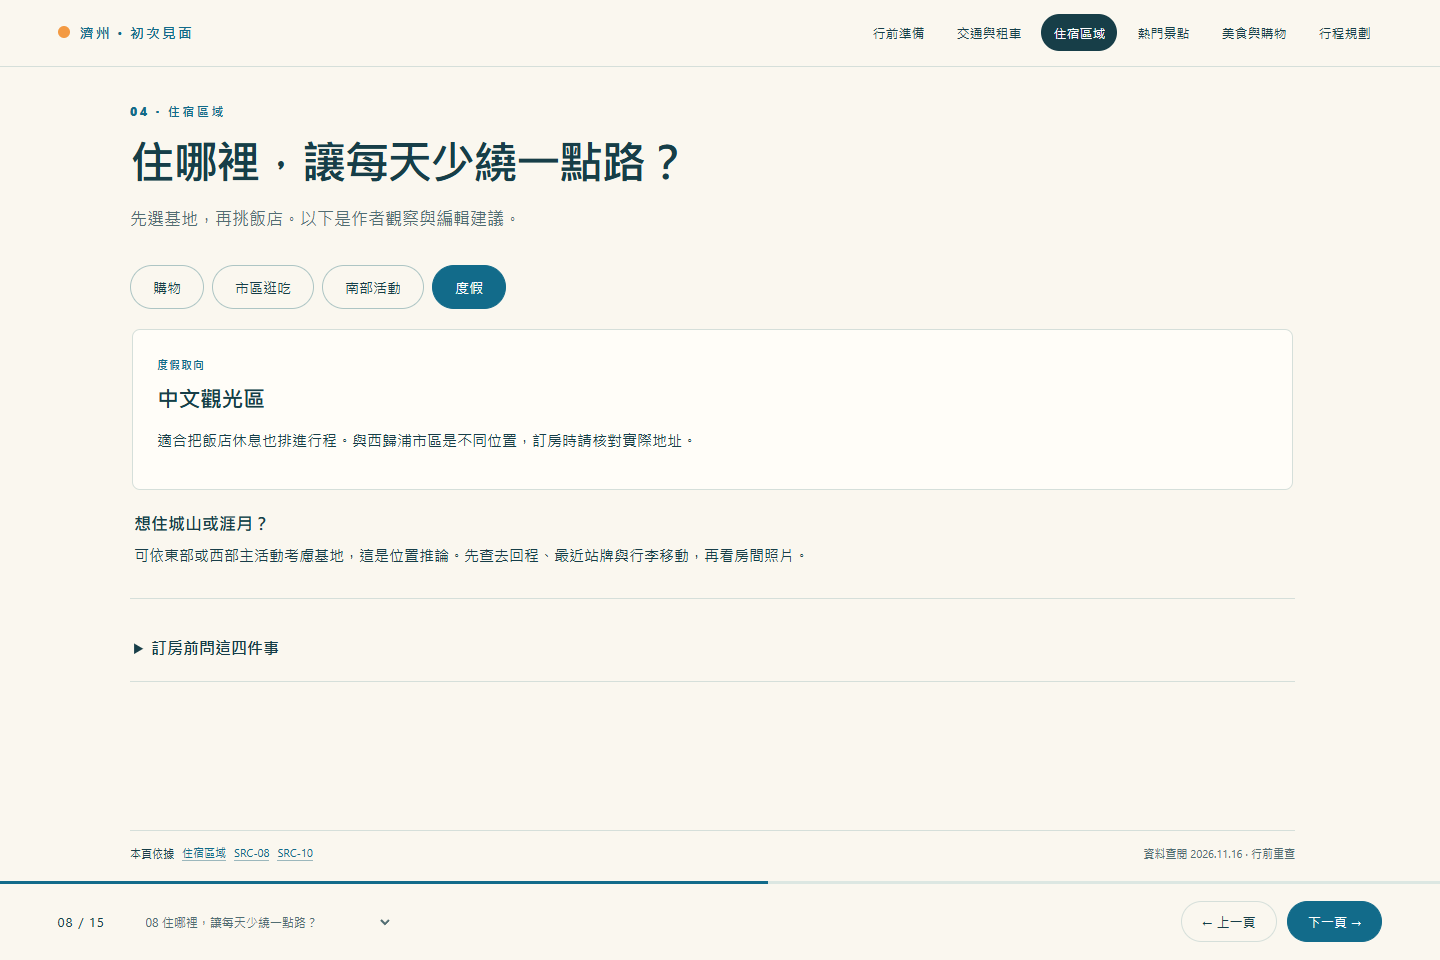 濟州・初次見面
行前準備 交通與租車 住宿區域 熱門景點 美食與購物 行程規劃
04 · 住宿區域
住哪裡，讓每天少繞一點路？
先選基地，再挑飯店。以下是作者觀察與編輯建議。
購物 市區逛吃 南部活動 度假
度假取向
中文觀光區
適合把飯店休息也排進行程。與西歸浦市區是不同位置，訂房時請核對實際地址。
想住城山或涯月？
可依東部或西部主活動考慮基地，這是位置推論。先查去回程、最近站牌與行李移動，再看房間照片。
▶ 訂房前問這四件事
本頁依據 住宿區域 SRC-08 SRC-10
資料查閱 2026.11.16 · 行前重查
08 / 15
08 住哪裡，讓每天少繞一點路？
← 上一頁 下一頁 →